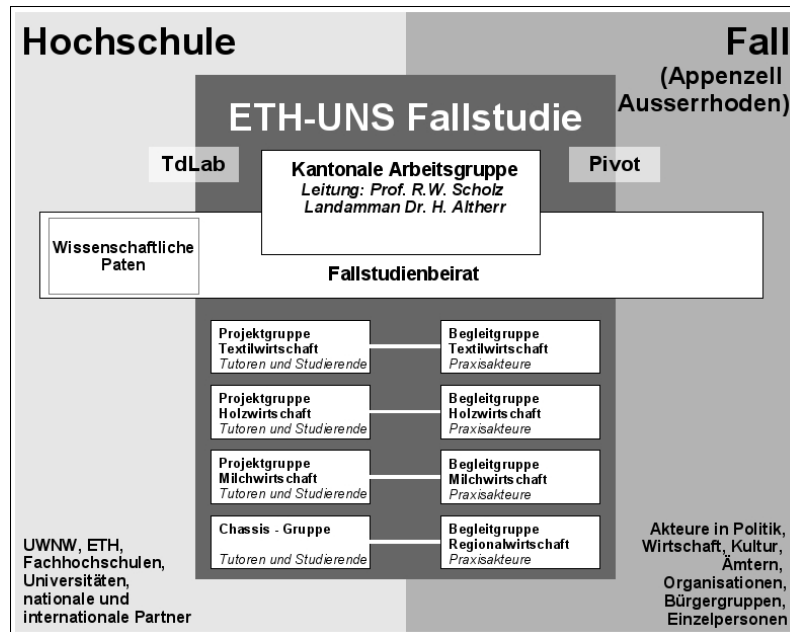 Hochschule
Fall
(Appenzell
Ausserrhoden)
ETH-UNS Fallstudie
TdLab
Kantonale Arbeitsgruppe
Leitung: Prof. R.W. Scholz
Landamman Dr. H. Altherr
Pivot
Wissenschaftliche
Paten
Fallstudienbeirat
Projektgruppe
Textilwirtschaft
Tutoren und Studierende
Begleitgruppe
Textilwirtschaft
Praxisakteure
Projektgruppe
Holzwirtschaft
Tutoren und Studierende
Begleitgruppe
Holzwirtschaft
Praxisakteure
Projektgruppe
Milchwirtschaft
Tutoren und Studierende
Begleitgruppe
Milchwirtschaft
Praxisakteure
Chassis - Gruppe
Tutoren und Studierende
Begleitgruppe
Regionalwirtschaft
Praxisakteure
UWNW, ETH,
Fachhochschulen,
Universitäten,
nationale und
internationale Partner
Akteure in Politik,
Wirtschaft, Kultur,
Ämtern,
Organisationen,
Bürgergruppen,
Einzelpersonen